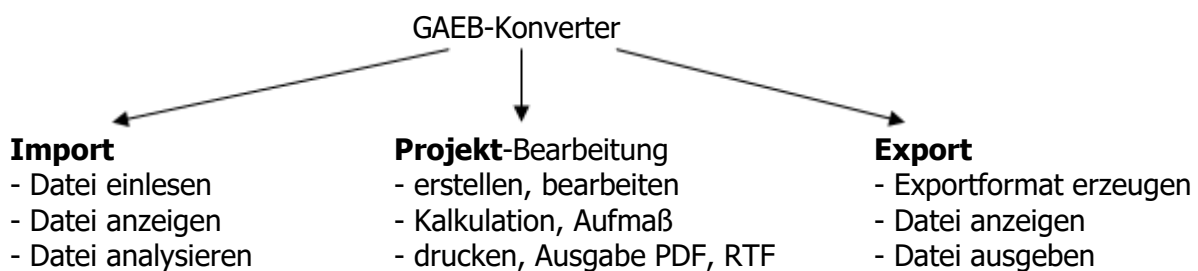 GAEB-Konverter
Import
- Datei einlesen
- Datei anzeigen
- Datei analysieren
Projekt-Bearbeitung
- erstellen, bearbeiten
- Kalkulation, Aufmaß
- drucken, Ausgabe PDF, RTF
Export
- Exportformat erzeugen
- Datei anzeigen
- Datei ausgeben